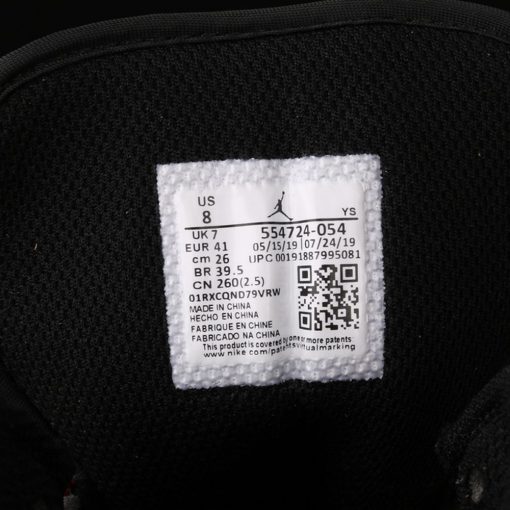 US
8
YS
UK 7
554724-054
EUR 41
05/15/19 07/24/19
cm 26
UPC 00191887995081
BR 39.5
CN 260(2.5)
01RXCQND79VRW
MADE IN CHINA
HECHO EN CHINA
FABRIQUE EN CHINE
FABRICADO NA CHINA
This product is covered by one or more patents
www.nike.com/patentsvirtualmarking